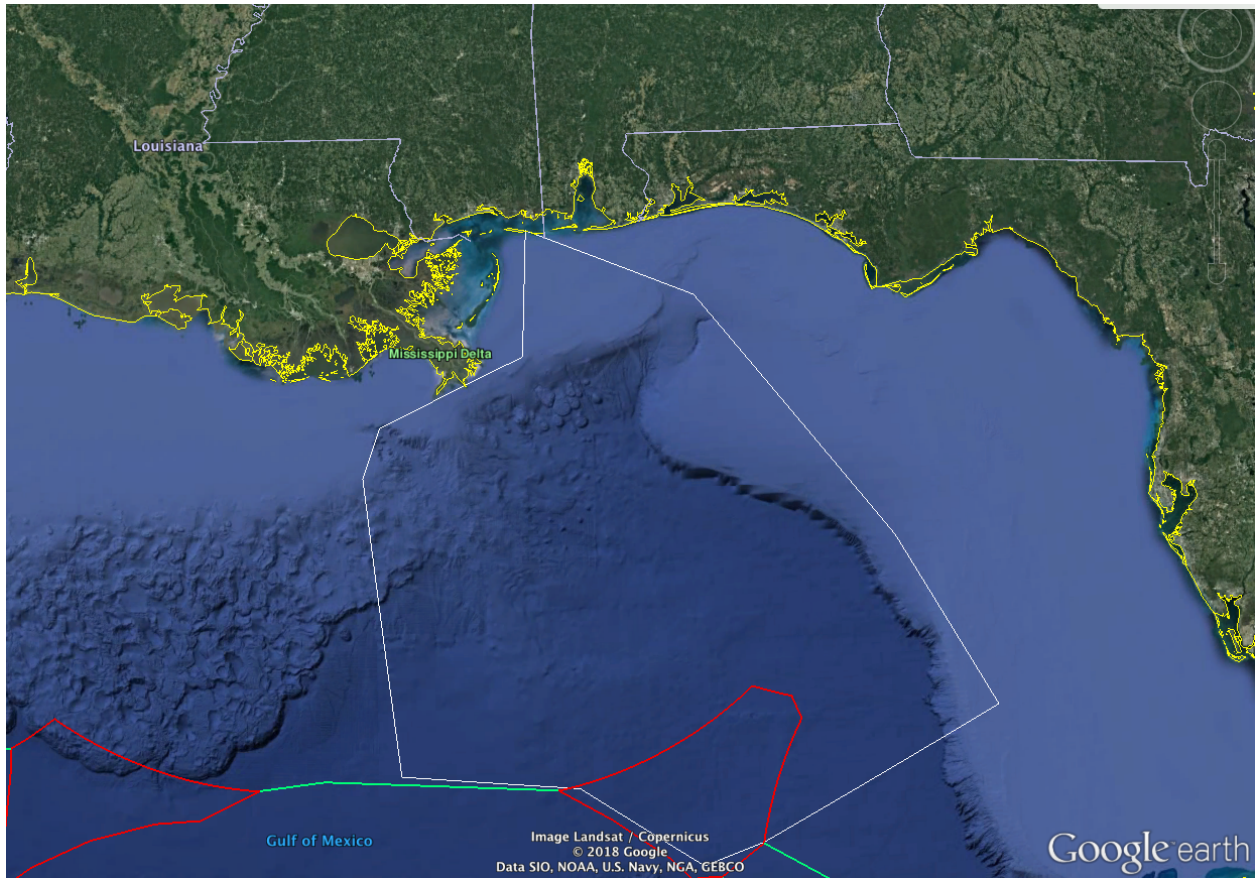 Louisiana
Mississippi Delta
Gulf of Mexico
Image Landsat / Copernicus
© 2018 Google
Data SIO, NOAA, U.S. Navy, NGA, GEBCO
Google earth